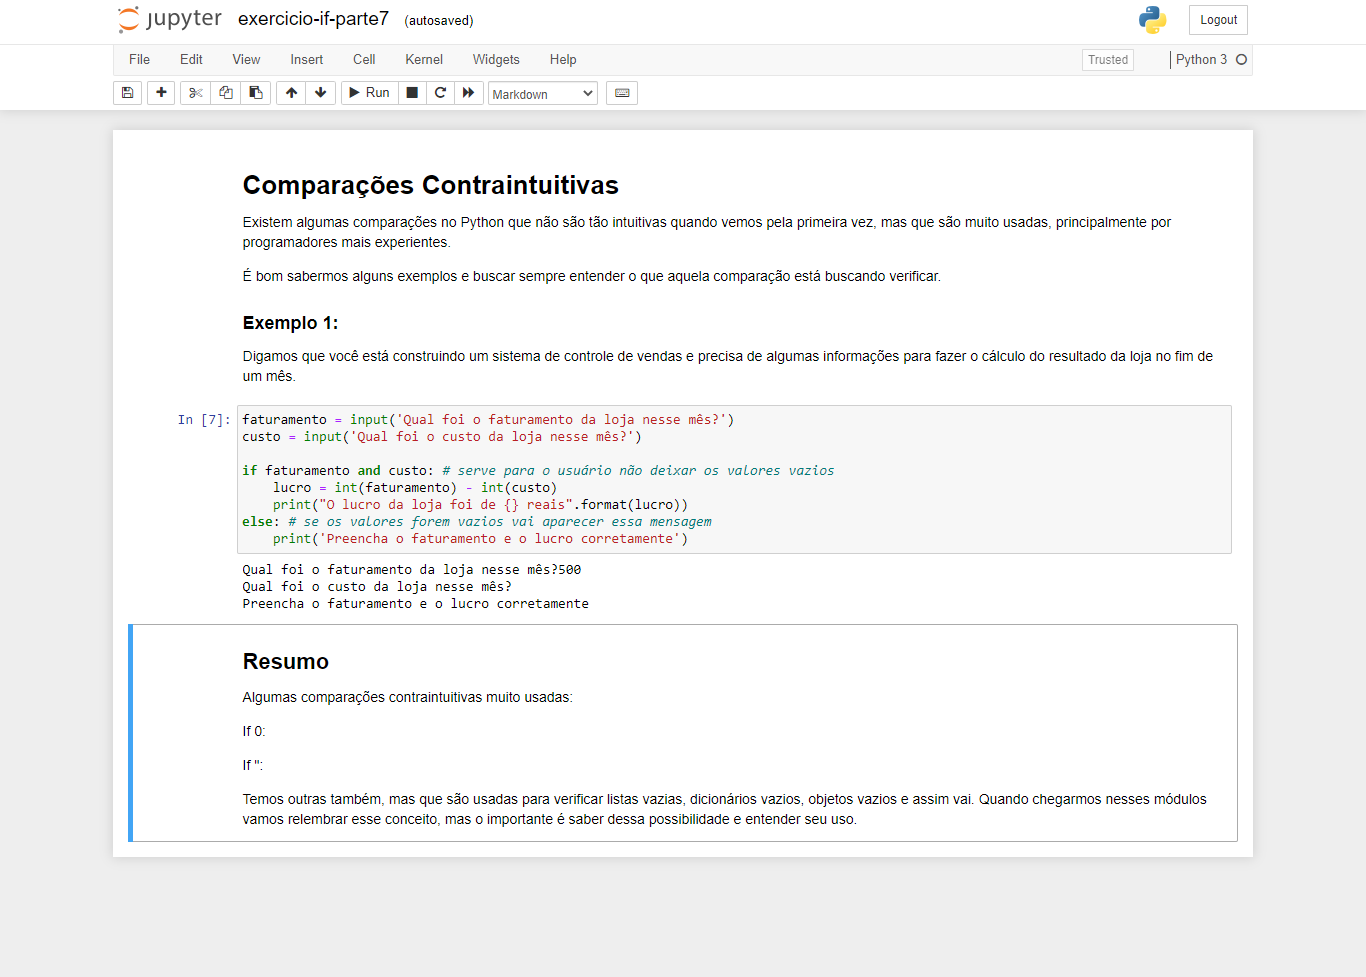 jupyter exercicio-if-parte7 (autosaved) Logout
File Edit View Insert Cell Kernel Widgets Help Trusted Python 3
Run Markdown
Comparações Contraintuitivas
Existem algumas comparações no Python que não são tão intuitivas quando vemos pela primeira vez, mas que são muito usadas, principalmente por
programadores mais experientes.
É bom sabermos alguns exemplos e buscar sempre entender o que aquela comparação está buscando verificar.
Exemplo 1:
Digamos que você está construindo um sistema de controle de vendas e precisa de algumas informações para fazer o cálculo do resultado da loja no fim de
um mês.
In [7]: faturamento = input('Qual foi o faturamento da loja nesse mês?')
custo = input('Qual foi o custo da loja nesse mês?')
if faturamento and custo: # serve para o usuário não deixar os valores vazios
    lucro = int(faturamento) - int(custo)
    print("O lucro da loja foi de {} reais".format(lucro))
else: # se os valores forem vazios vai aparecer essa mensagem
    print('Preencha o faturamento e o lucro corretamente')
Qual foi o faturamento da loja nesse mês?500
Qual foi o custo da loja nesse mês?
Preencha o faturamento e o lucro corretamente
Resumo
Algumas comparações contraintuitivas muito usadas:
If 0:
If '':
Temos outras também, mas que são usadas para verificar listas vazias, dicionários vazios, objetos vazios e assim vai. Quando chegarmos nesses módulos
vamos relembrar esse conceito, mas o importante é saber dessa possibilidade e entender seu uso.